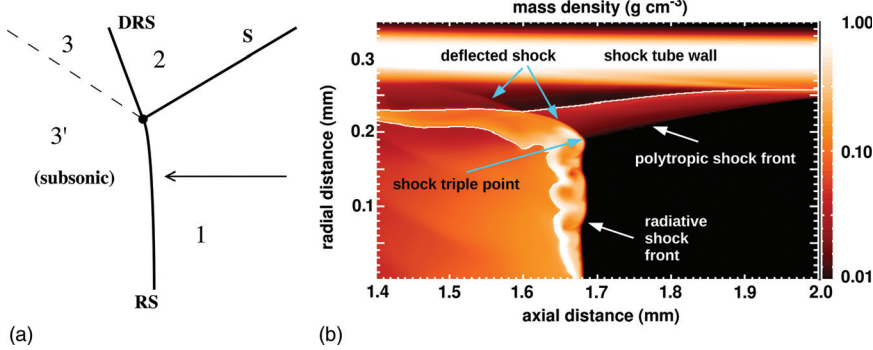 DRS
3
2
S
3'
(subsonic)
1
RS
(a)
mass density (g cm⁻³)
1.00
0.3
deflected shock
shock tube wall
0.2
0.10
polytropic shock front
shock triple point
radial distance (mm)
0.1
radiative
shock
front
0.01
1.4 1.5 1.6 1.7 1.8 1.9 2.0
axial distance (mm)
(b)